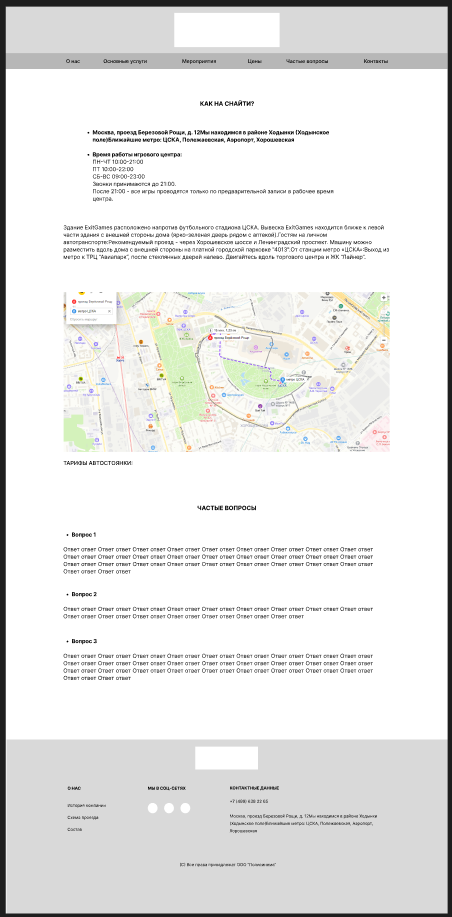 О нас Основные услуги Мероприятия Цены Частые вопросы Контакты
КАК НА СНАЙТИ?
• Москва, проезд Березовой Рощи, д. 12Мы находимся в районе Ходынки (Ходынское
поле)Ближайшие метро: ЦСКА, Полежаевская, Аэропорт, Хорошевская
• Время работы игрового центра:
ПН-ЧТ 10:00-21:00
ПТ 10:00-22:00
СБ-ВС 09:00-23:00
Звонки принимаются до 21:00.
После 21:00 - все игры проводятся только по предварительной записи в рабочее время
центра.
Здание ExitGames расположено напротив футбольного стадиона ЦСКА. Вывеска ExitGames находится ближе к левой
части здания с внешней стороны дома (ярко-зеленая дверь рядом с аптекой).Гостям на личном
автотранспорте:Рекомендуемый проезд - через Хорошевское шоссе и Ленинградский проспект. Машину можно
разместить вдоль дома с внешней стороны на платной городской парковке "4013".От станции метро «ЦСКА»:Выход из
метро к ТРЦ "Авиапарк", после стеклянных дверей налево. Двигайтесь вдоль торгового центра и ЖК "Лайнер".
проезд Берёзовой Рощи
метро ЦСКА
проезд Берёзовой Рощи
метро ЦСКА
ТАРИФЫ АВТОСТОЯНКИ:
ЧАСТЫЕ ВОПРОСЫ
• Вопрос 1
Ответ ответ Ответ ответ Ответ ответ Ответ ответ Ответ ответ Ответ ответ Ответ ответ Ответ ответ Ответ ответ
Ответ ответ Ответ ответ Ответ ответ Ответ ответ Ответ ответ Ответ ответ Ответ ответ Ответ ответ Ответ ответ
Ответ ответ Ответ ответ Ответ ответ Ответ ответ Ответ ответ Ответ ответ Ответ ответ Ответ ответ Ответ ответ
Ответ ответ Ответ ответ
• Вопрос 2
Ответ ответ Ответ ответ Ответ ответ Ответ ответ Ответ ответ Ответ ответ Ответ ответ Ответ ответ Ответ ответ
Ответ ответ Ответ ответ Ответ ответ Ответ ответ Ответ ответ Ответ ответ Ответ ответ
• Вопрос 3
Ответ ответ Ответ ответ Ответ ответ Ответ ответ Ответ ответ Ответ ответ Ответ ответ Ответ ответ Ответ ответ
Ответ ответ Ответ ответ Ответ ответ Ответ ответ Ответ ответ Ответ ответ Ответ ответ Ответ ответ Ответ ответ
Ответ ответ Ответ ответ Ответ ответ Ответ ответ Ответ ответ Ответ ответ Ответ ответ Ответ ответ Ответ ответ
Ответ ответ Ответ ответ
О НАС МЫ В СОЦ-СЕТЯХ КОНТАКТНЫЕ ДАННЫЕ
История компании
Схема проезда
Состав
+7 (499) 638 22 65
Москва, проезд Березовой Рощи, д. 12Мы находимся в районе Ходынки
(Ходынское поле)Ближайшие метро: ЦСКА, Полежаевская, Аэропорт,
Хорошевская
(С) Все права принадлежат ООО